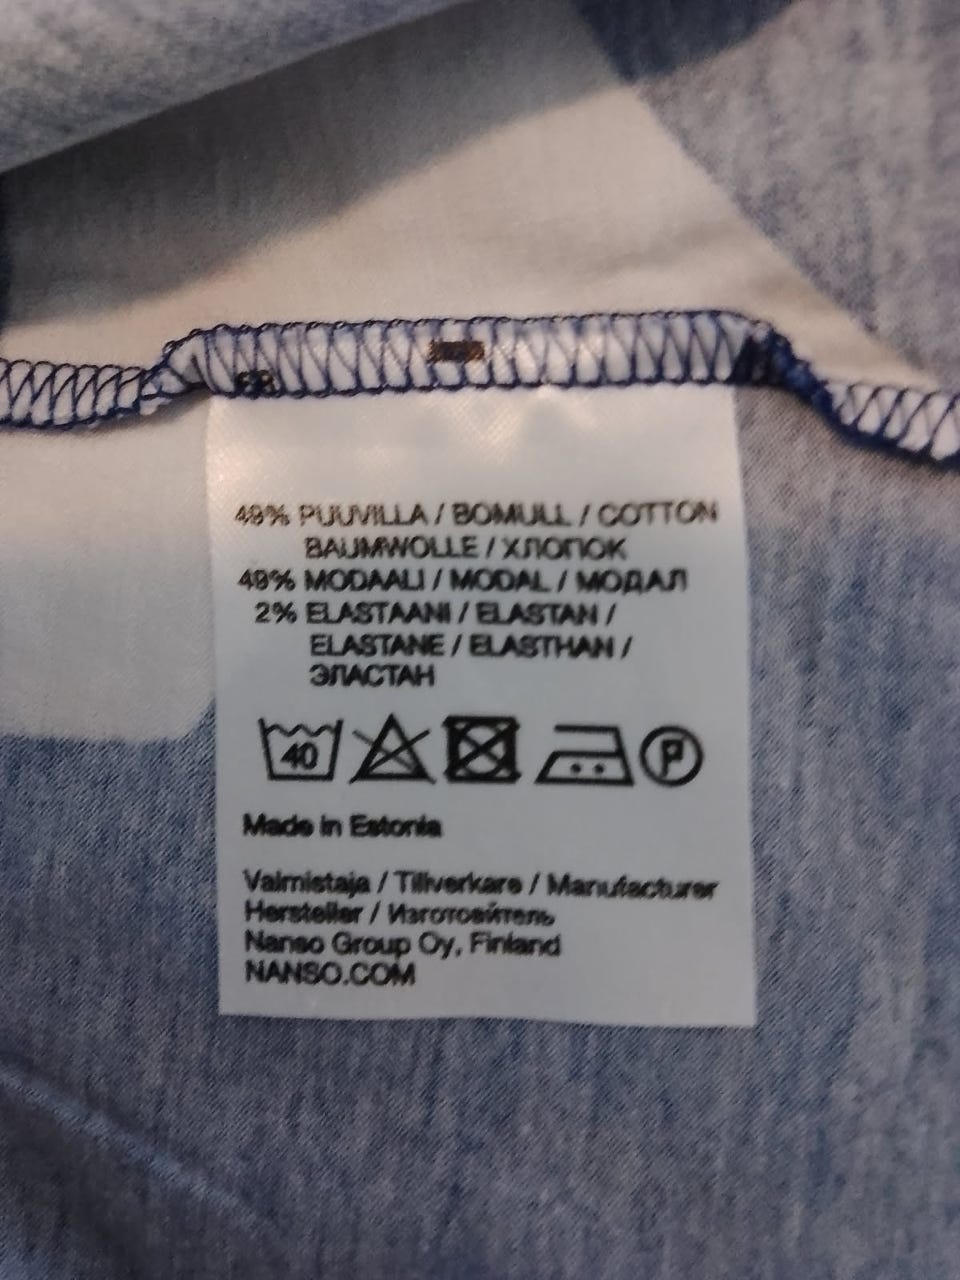 49% PUUVILLA / BOMULL / COTTON
BAUMWOLLE / ХЛОПОК
49% MODAALI / MODAL / МОДАЛ
2% ELASTAANI / ELASTAN /
ELASTANE / ELASTHAN /
ЭЛАСТАН
40
P
Made in Estonia
Valmistaja / Tillverkare / Manufacturer
Hersteller / Изготовитель
Nanso Group Oy, Finland
NANSO.COM